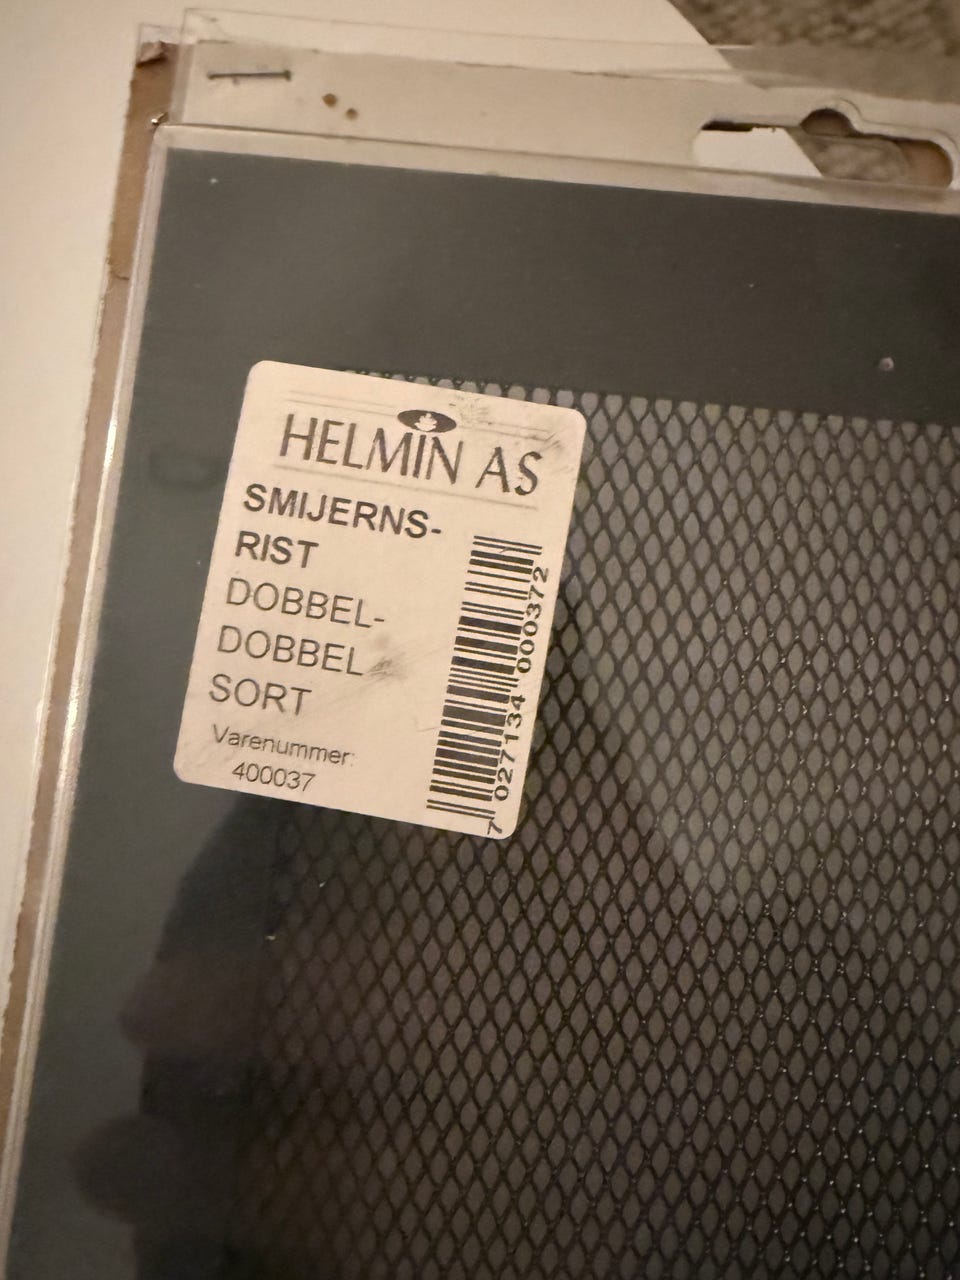 HELMIN AS
SMIJERNS-
RIST
DOBBEL-
DOBBEL
SORT
Varenummer:
400037
7 027134 000372